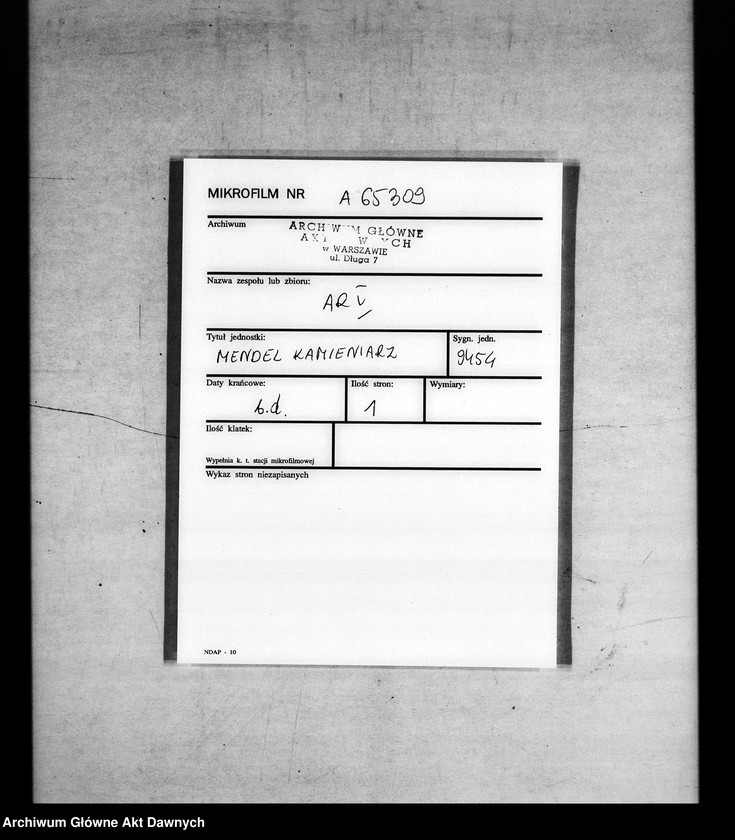 MIKROFILM NR A 65309
Archiwum
GŁÓWNE
W WARSZAWIE
ul. Długa 7
Nazwa zespołu lub zbioru:
AR V
Tytuł jednostki:
MENDEL KAMIENIARZ
Sygn. jedn.
9454
Daty krańcowe:
b.d.
Ilość stron:
1
Wymiary:
Ilość klatek:
Wypełnia k. t. stacji mikrofilmowej
Wykaz stron niezapisanych
NDAP - 10
Archiwum Główne Akt Dawnych